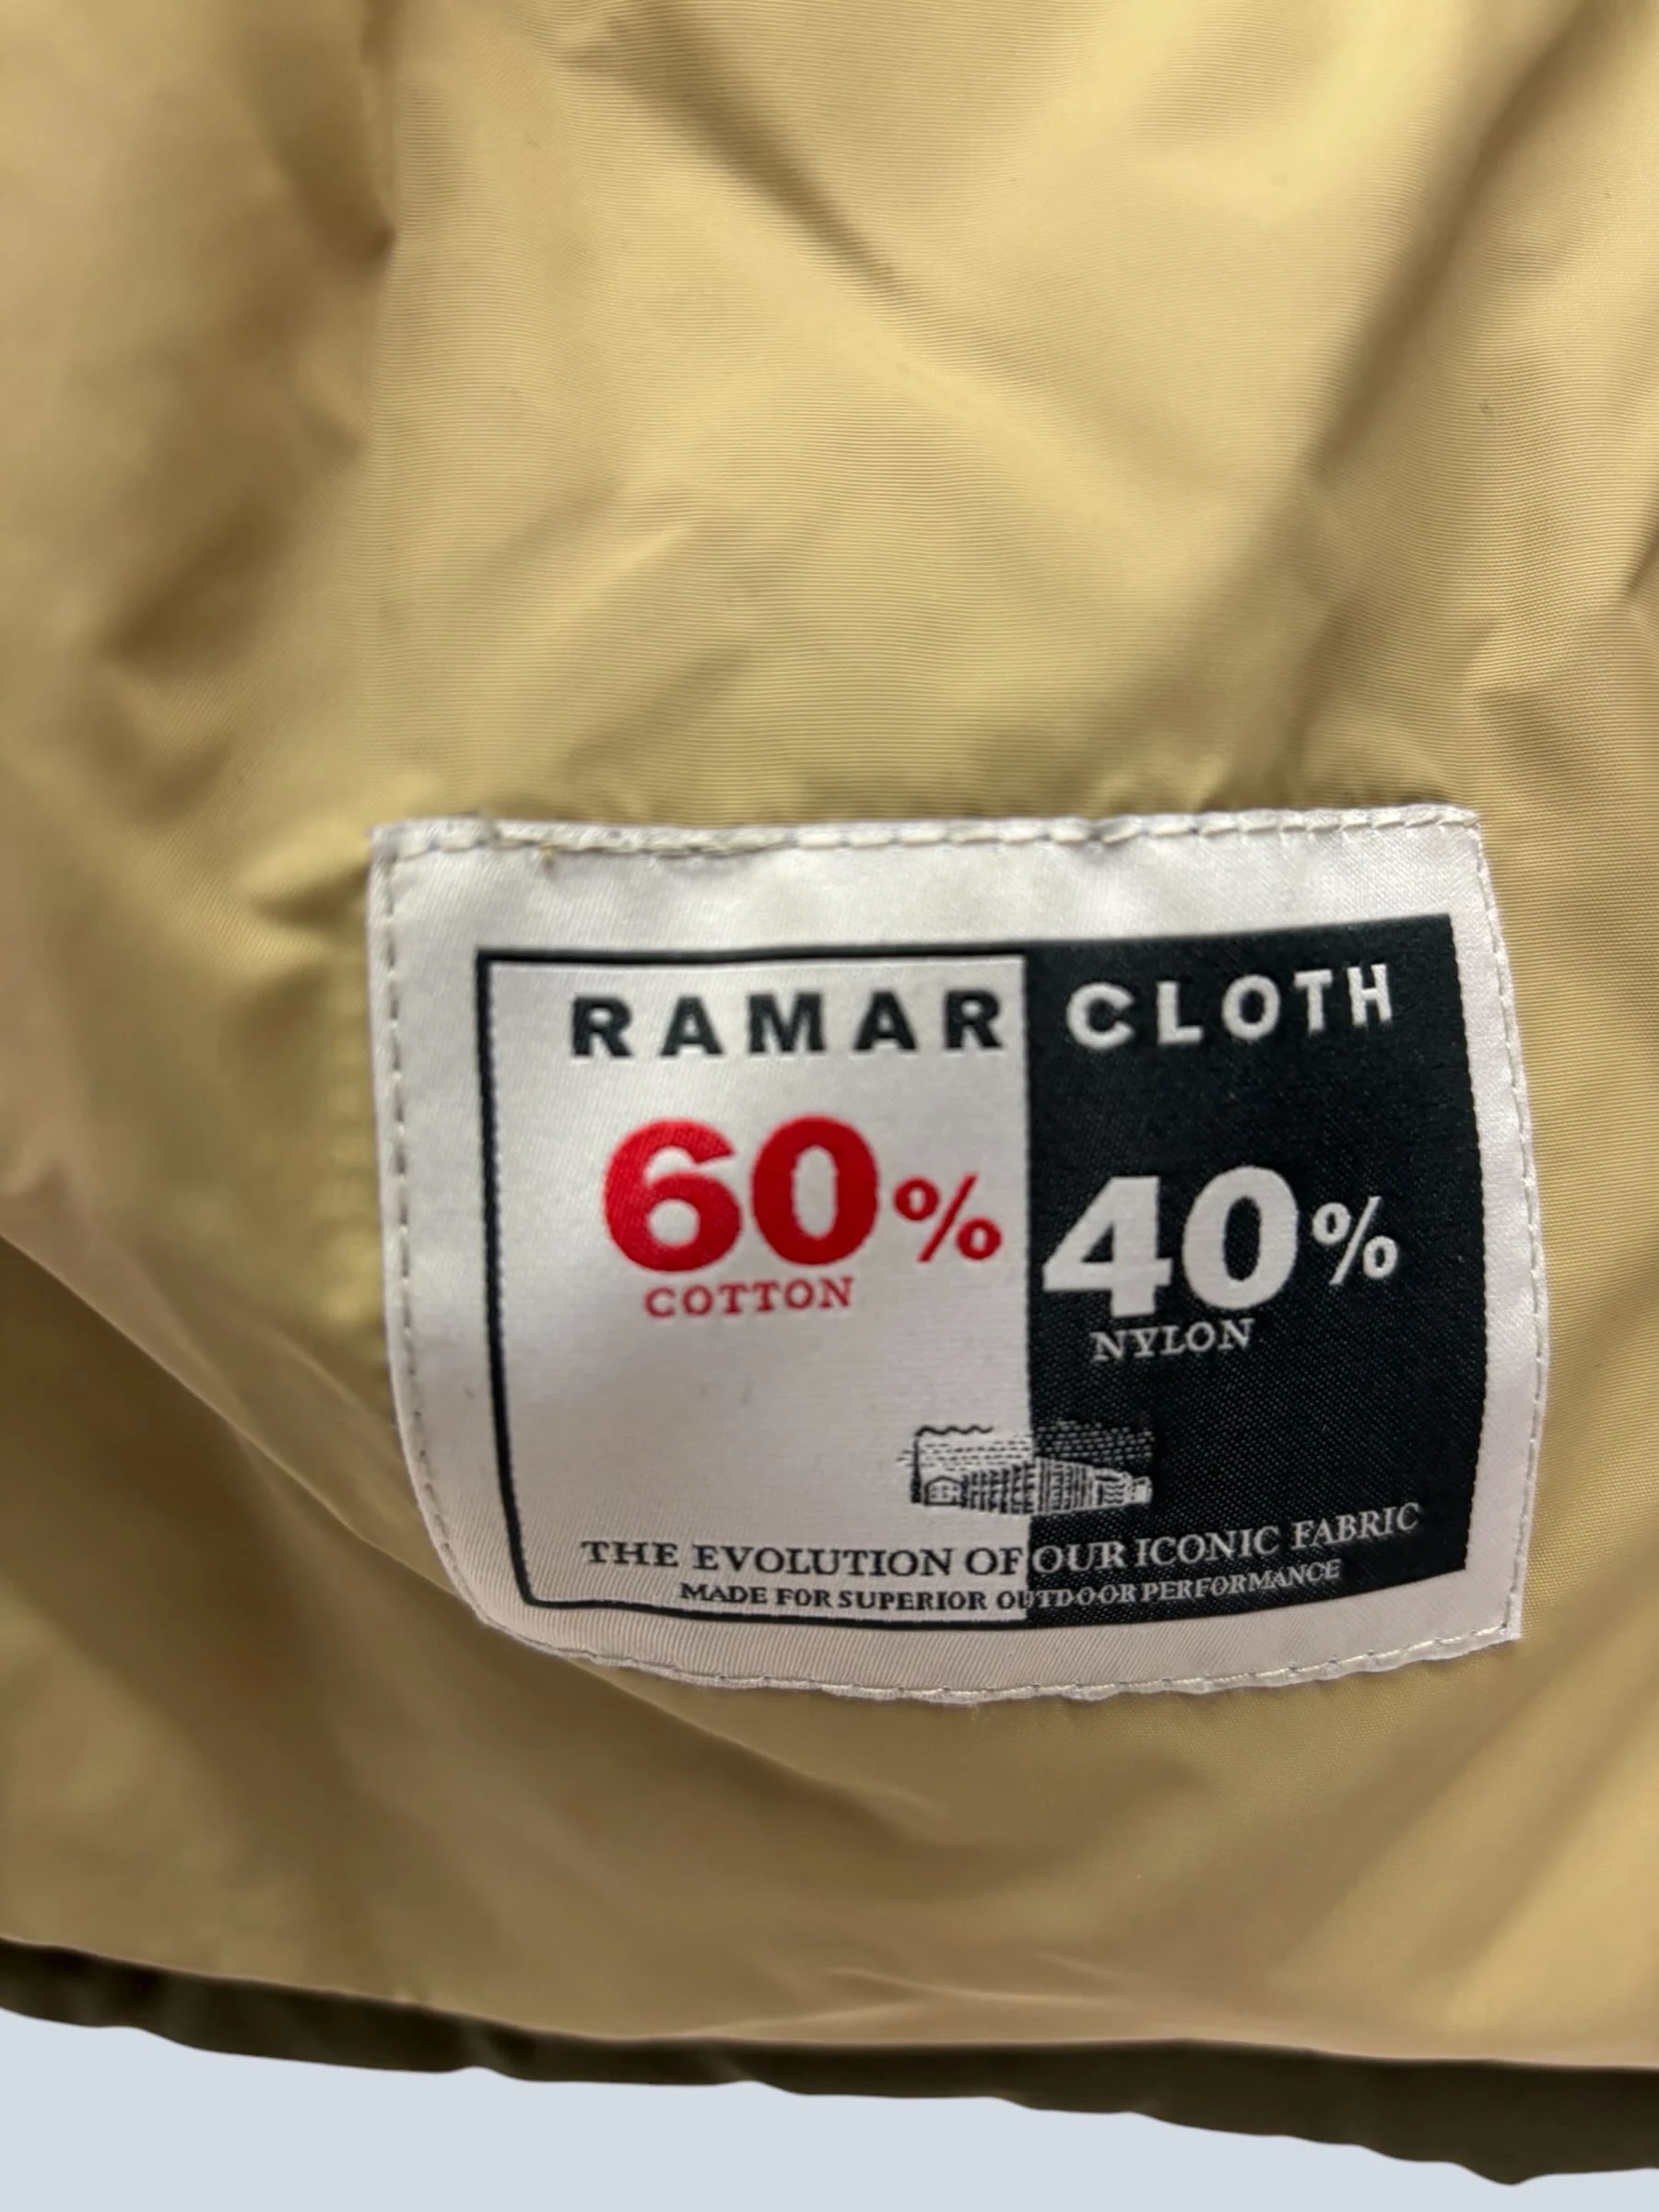 RAMAR CLOTH
60% 40%
COTTON NYLON
THE EVOLUTION OF OUR ICONIC FABRIC
MADE FOR SUPERIOR OUTDOOR PERFORMANCE